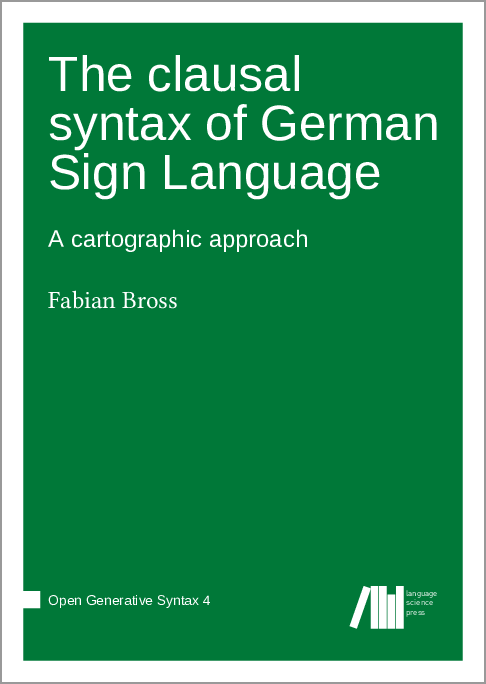 The clausal
syntax of German
Sign Language
A cartographic approach
Fabian Bross
Open Generative Syntax 4
language
science
press